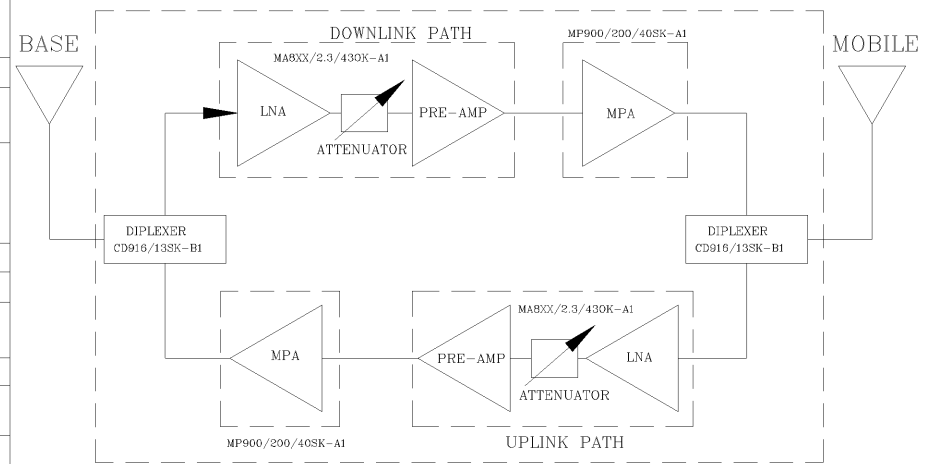 BASE
DOWNLINK PATH
MP900/200/40SK-A1
MOBILE
MA8XX/2.3/430K-A1
LNA
PRE-AMP
MPA
ATTENUATOR
DIPLEXER
CD916/13SK-B1
DIPLEXER
CD916/13SK-B1
MA8XX/2.3/430K-A1
MPA
PRE-AMP
LNA
ATTENUATOR
MP900/200/40SK-A1
UPLINK PATH